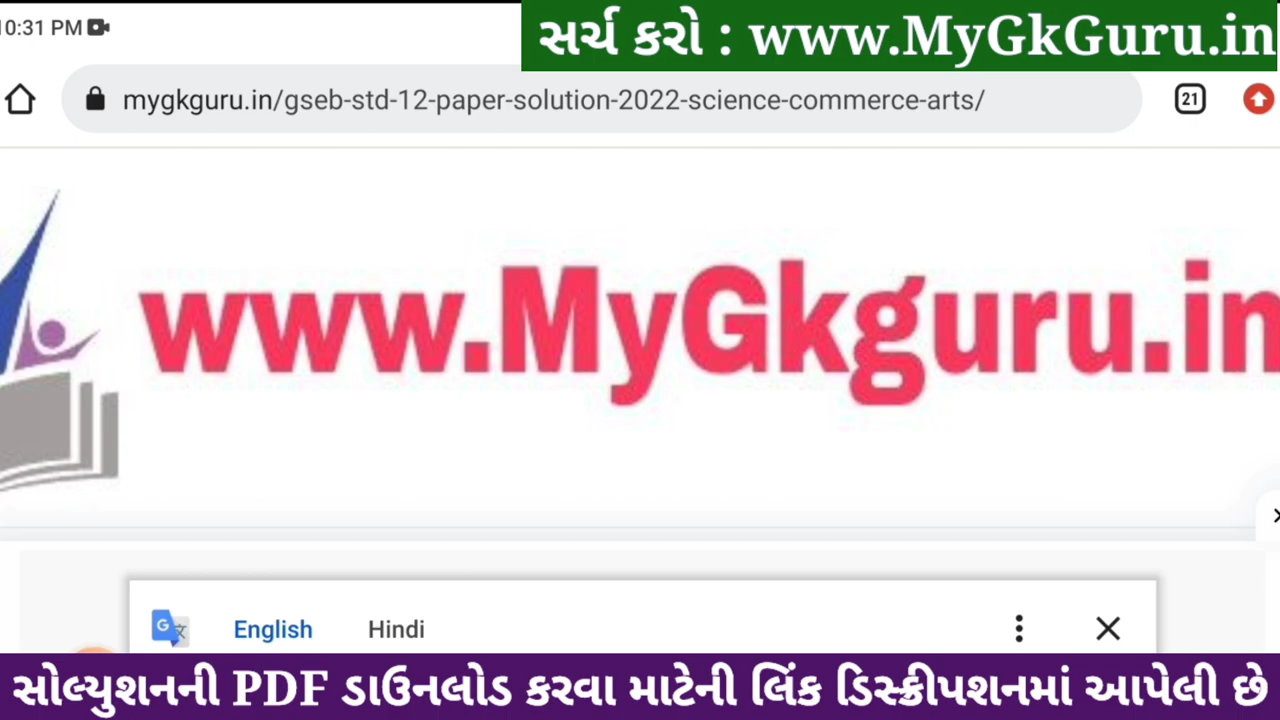 10:31 PM
સર્ચ કરો : www.MyGkGuru.in
mygkguru.in/gseb-std-12-paper-solution-2022-science-commerce-arts/
21
www.MyGkguru.in
English Hindi
સોલ્યુશનની PDF ડાઉનલોડ કરવા માટેની લિંક ડિસ્ક્રીપશનમાં આપેલી છે